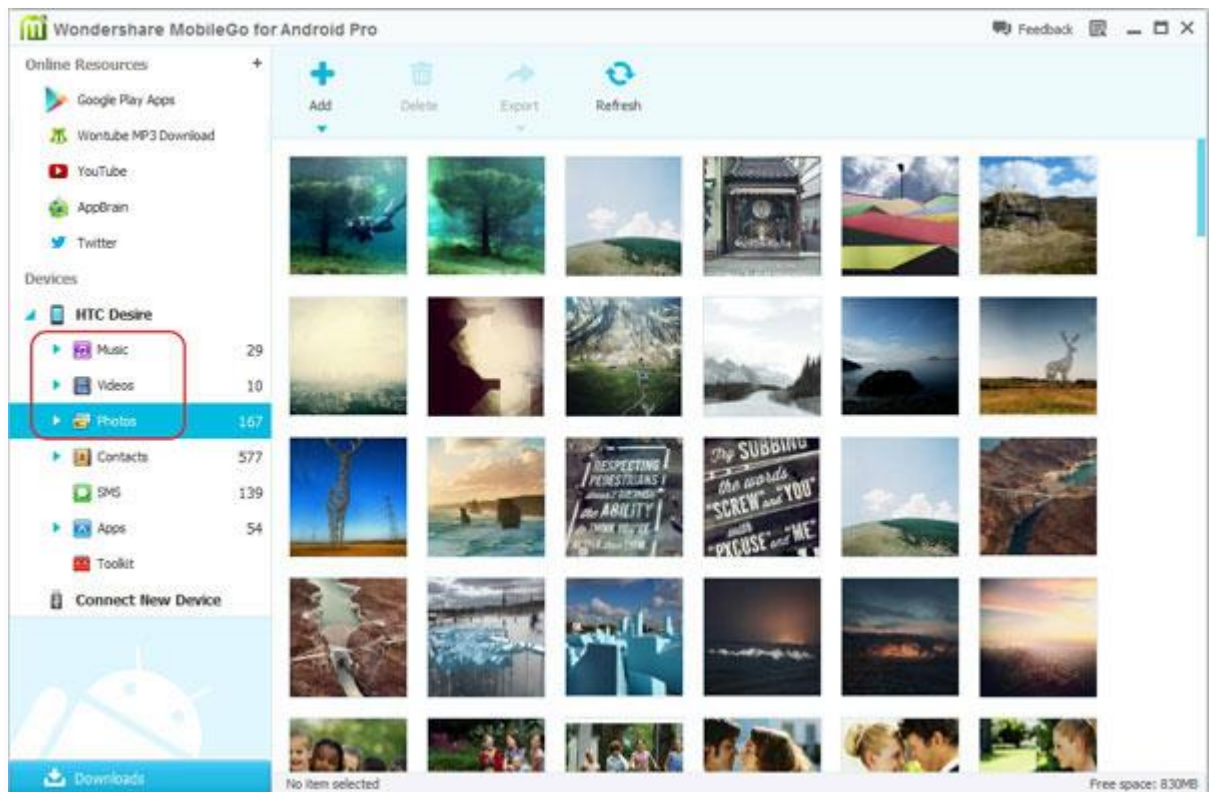 Wondershare MobileGo for Android Pro
Feedback
Online Resources +
Google Play Apps
Wontube MP3 Download
YouTube
AppBrain
Twitter
Devices
HTC Desire
Music 29
Videos 10
Photos 167
Contacts 577
SMS 139
Apps 54
Toolkit
Connect New Device
Downloads
Add
Delete
Export
Refresh
RESPECTING
PEDESTRIANS
the ABILITY
Try SUBBING
the words
"SCREW" and "YOU"
with
"EXCUSE" and "ME"
No item selected
Free space: 830MB